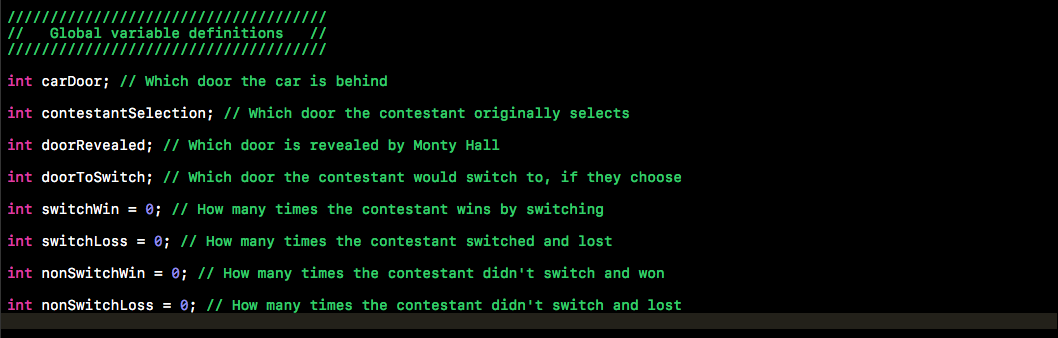 /////////////////////////////////////
//   Global variable definitions   //
/////////////////////////////////////
int carDoor; // Which door the car is behind
int contestantSelection; // Which door the contestant originally selects
int doorRevealed; // Which door is revealed by Monty Hall
int doorToSwitch; // Which door the contestant would switch to, if they choose
int switchWin = 0; // How many times the contestant wins by switching
int switchLoss = 0; // How many times the contestant switched and lost
int nonSwitchWin = 0; // How many times the contestant didn't switch and won
int nonSwitchLoss = 0; // How many times the contestant didn't switch and lost